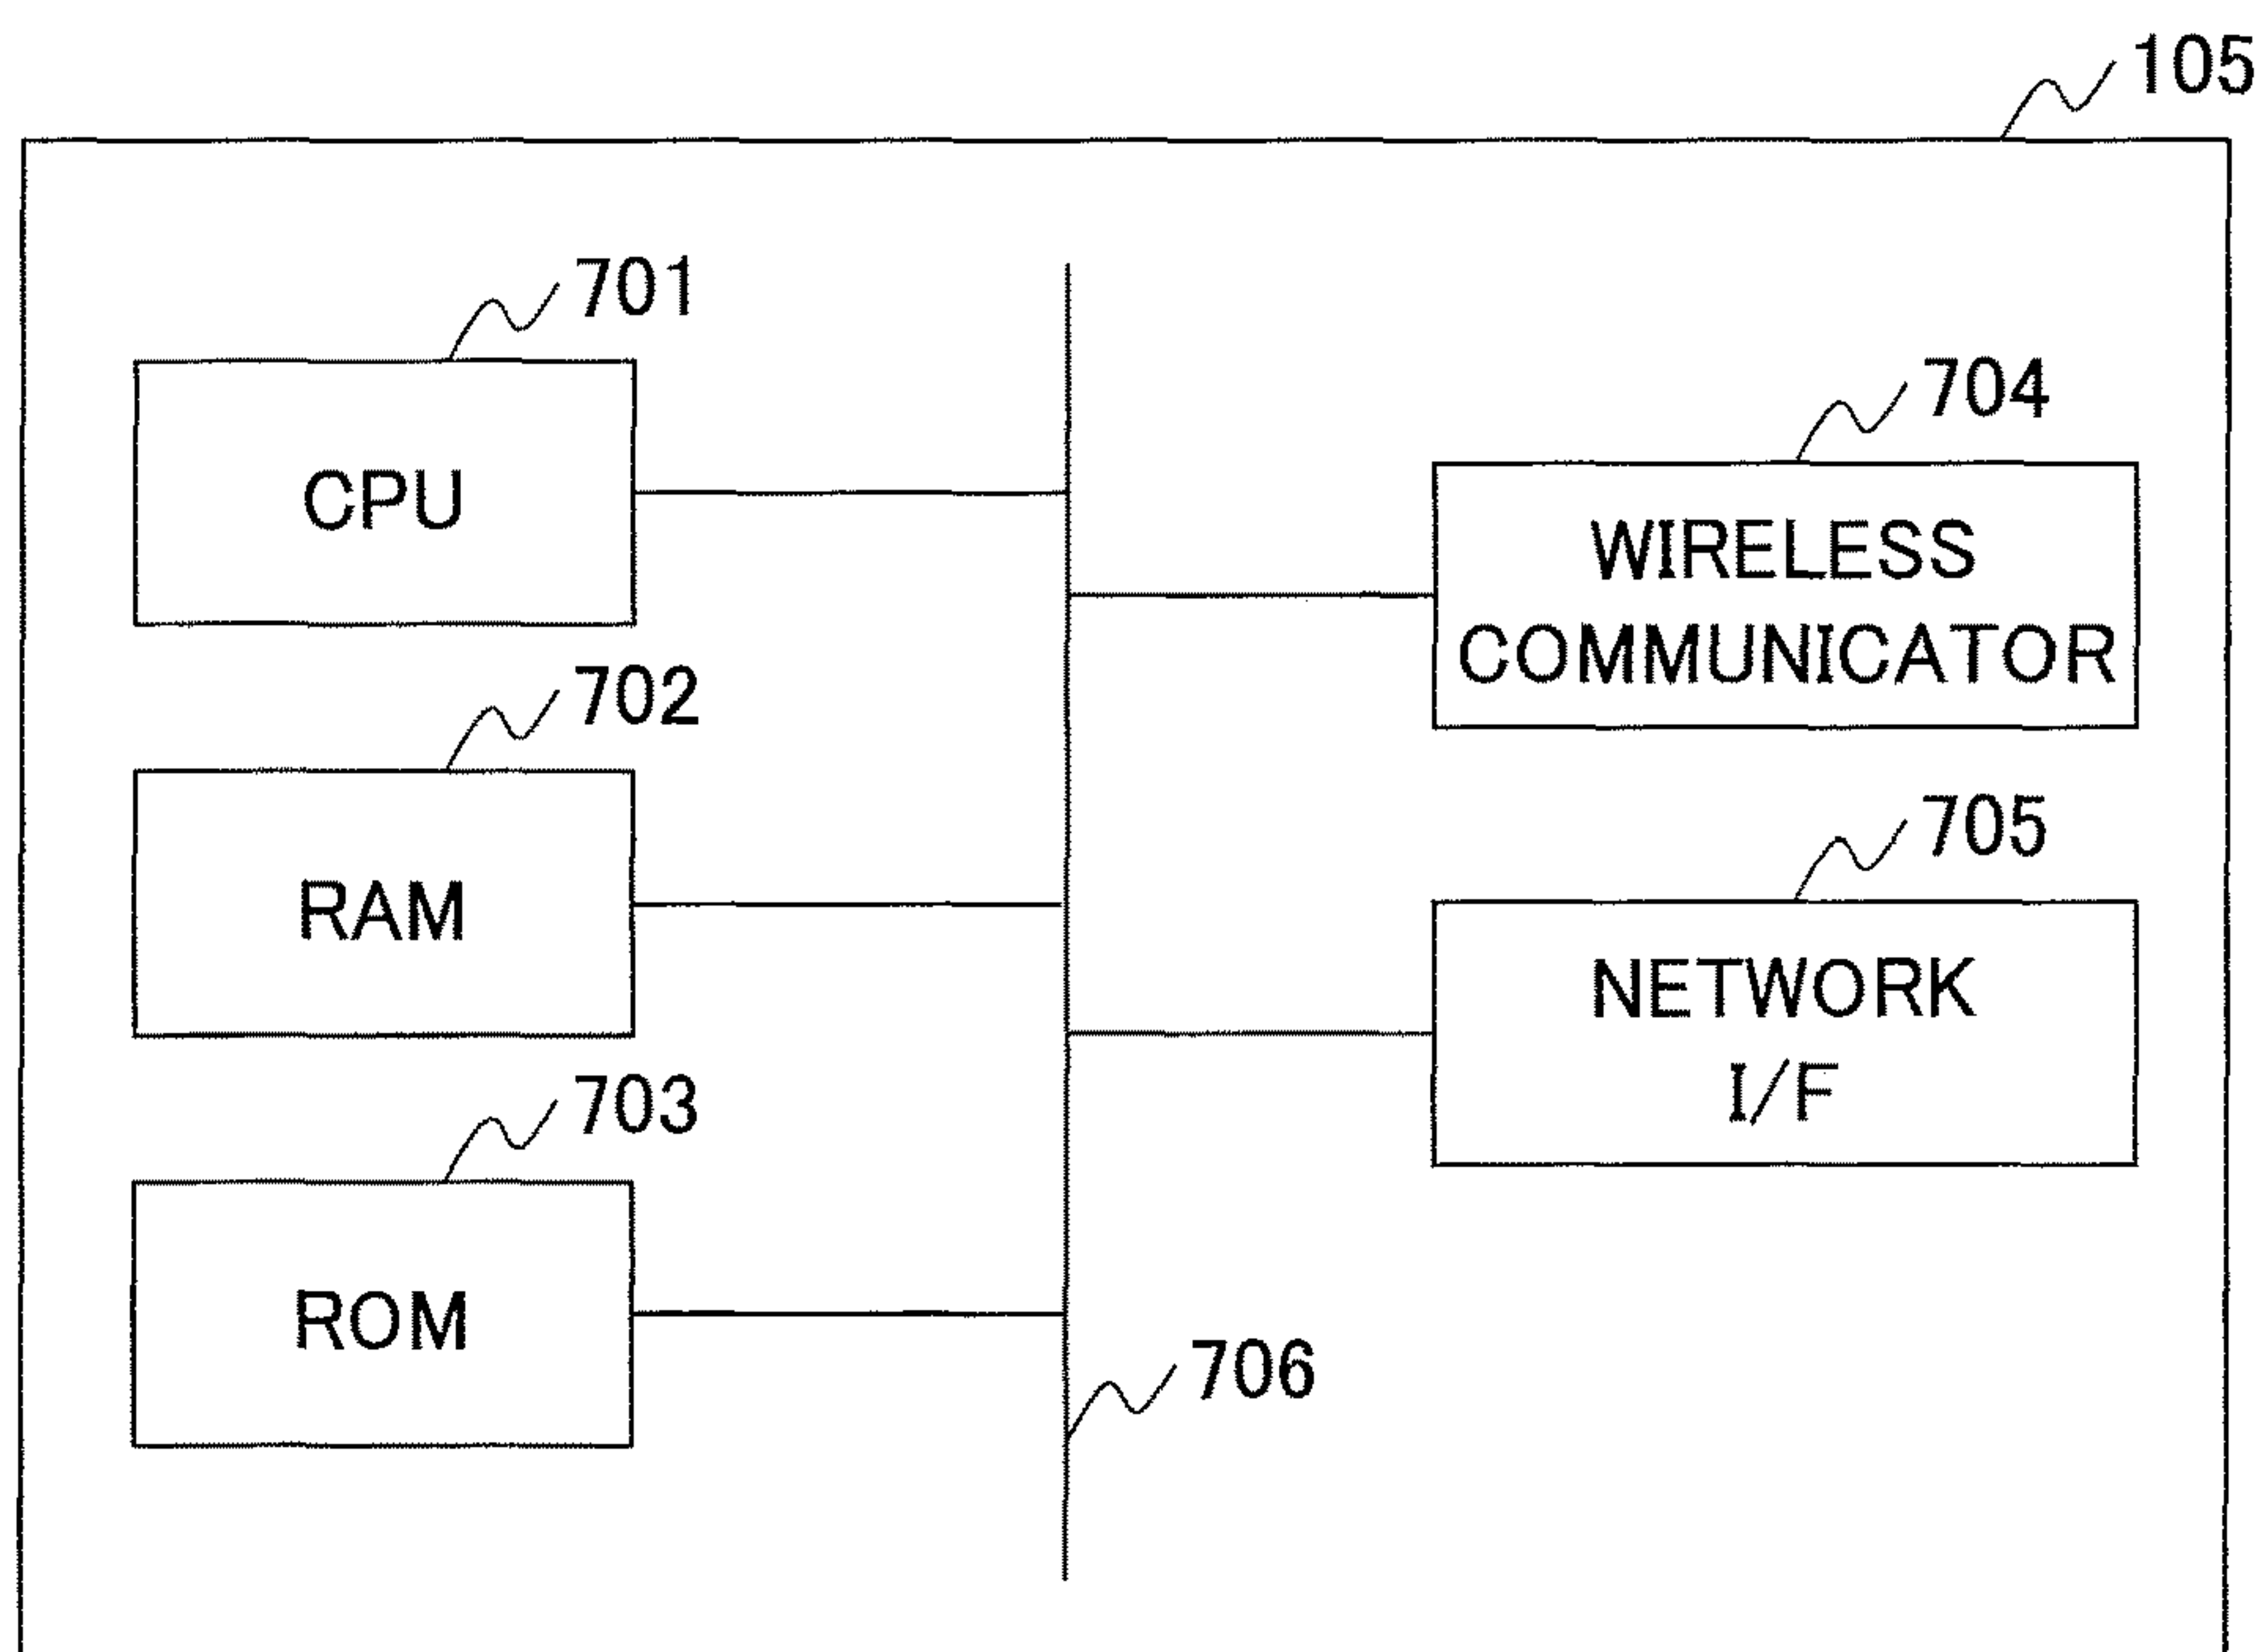 105
701
CPU
702
RAM
703
ROM
704
WIRELESS
COMMUNICATOR
705
NETWORK
I/F
706